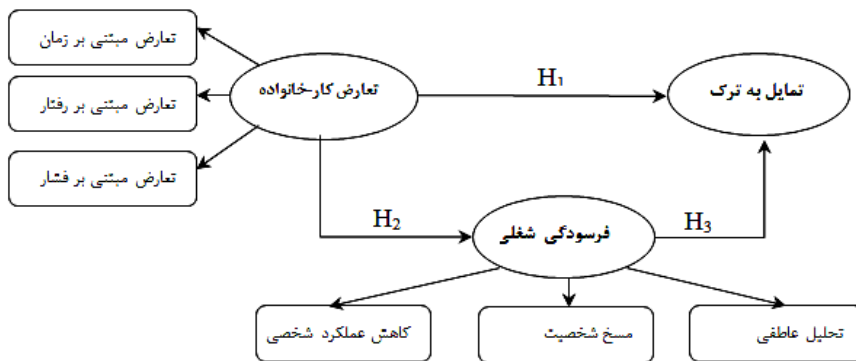 تعارض مبتنی بر زمان
تعارض کار-خانواده
H₁
تمایل به ترک
تعارض مبتنی بر رفتار
تعارض مبتنی بر فشار
H₂
فرسودگی شغلی
H₃
تحلیل عاطفی
مسخ شخصیت
کاهش عملکرد شخصی